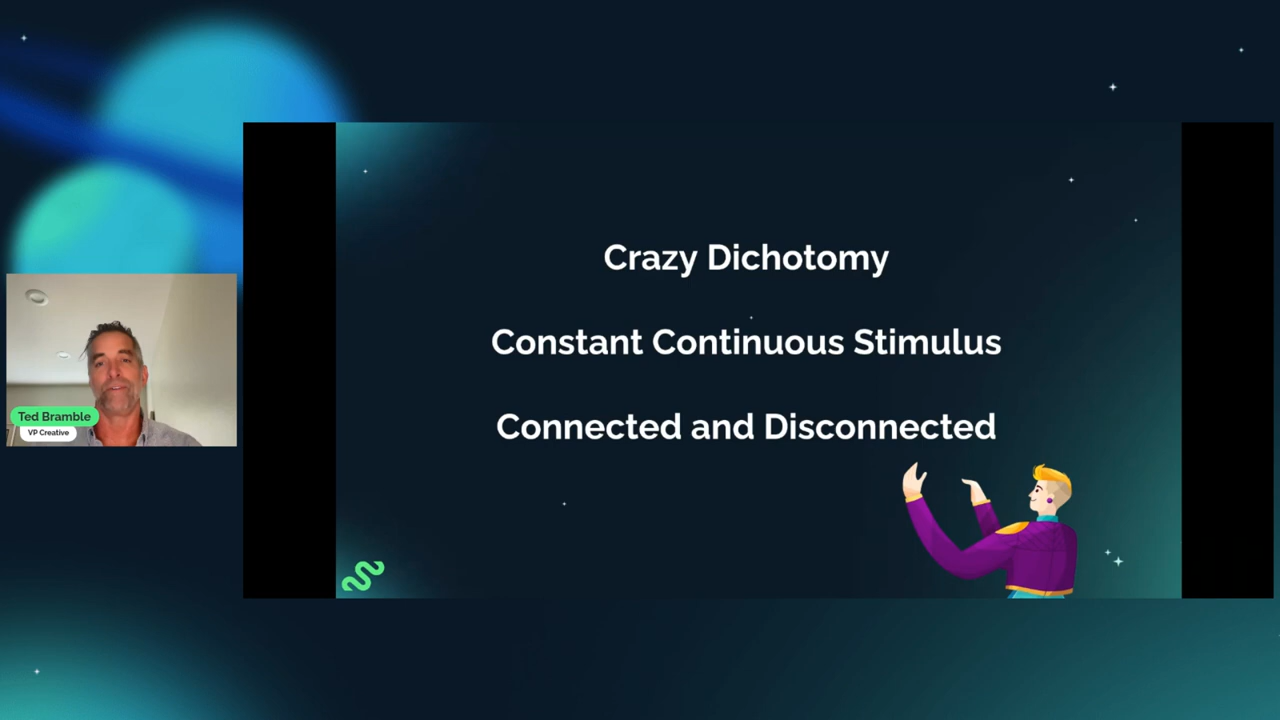 Crazy Dichotomy
Constant Continuous Stimulus
Connected and Disconnected
Ted Bramble
VP Creative